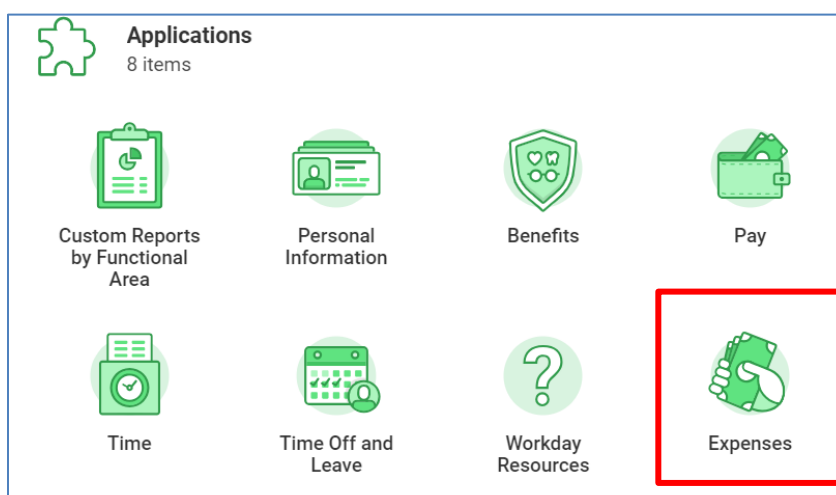 Applications
8 items
Custom Reports
by Functional
Area
Personal
Information
Benefits
Pay
Time
Time Off and
Leave
Workday
Resources
Expenses